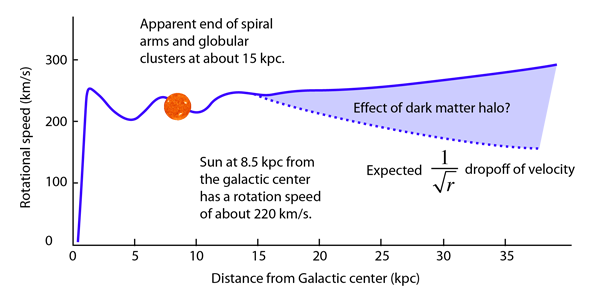 Apparent end of spiral
arms and globular
clusters at about 15 kpc.
300
200
100
0
Rotational speed (km/s)
Effect of dark matter halo?
Expected 1/√r dropoff of velocity
Sun at 8.5 kpc from
the galactic center
has a rotation speed
of about 220 km/s.
0 5 10 15 20 25 30 35
Distance from Galactic center (kpc)